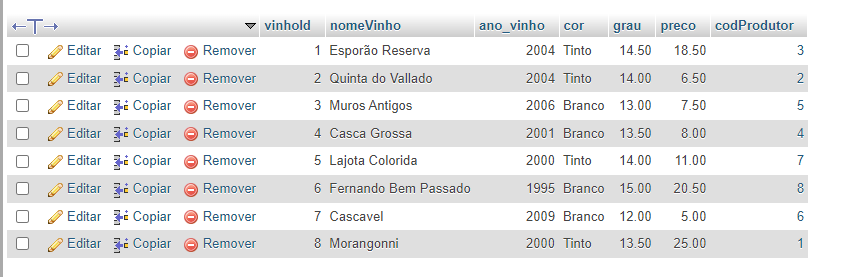 vinhoId nomeVinho ano_vinho cor grau preco codProdutor
Editar Copiar Remover 1 Esporão Reserva 2004 Tinto 14.50 18.50 3
Editar Copiar Remover 2 Quinta do Vallado 2004 Tinto 14.00 6.50 2
Editar Copiar Remover 3 Muros Antigos 2006 Branco 13.00 7.50 5
Editar Copiar Remover 4 Casca Grossa 2001 Branco 13.50 8.00 4
Editar Copiar Remover 5 Lajota Colorida 2000 Tinto 14.00 11.00 7
Editar Copiar Remover 6 Fernando Bem Passado 1995 Branco 15.00 20.50 8
Editar Copiar Remover 7 Cascavel 2009 Branco 12.00 5.00 6
Editar Copiar Remover 8 Morangonni 2000 Tinto 13.50 25.00 1